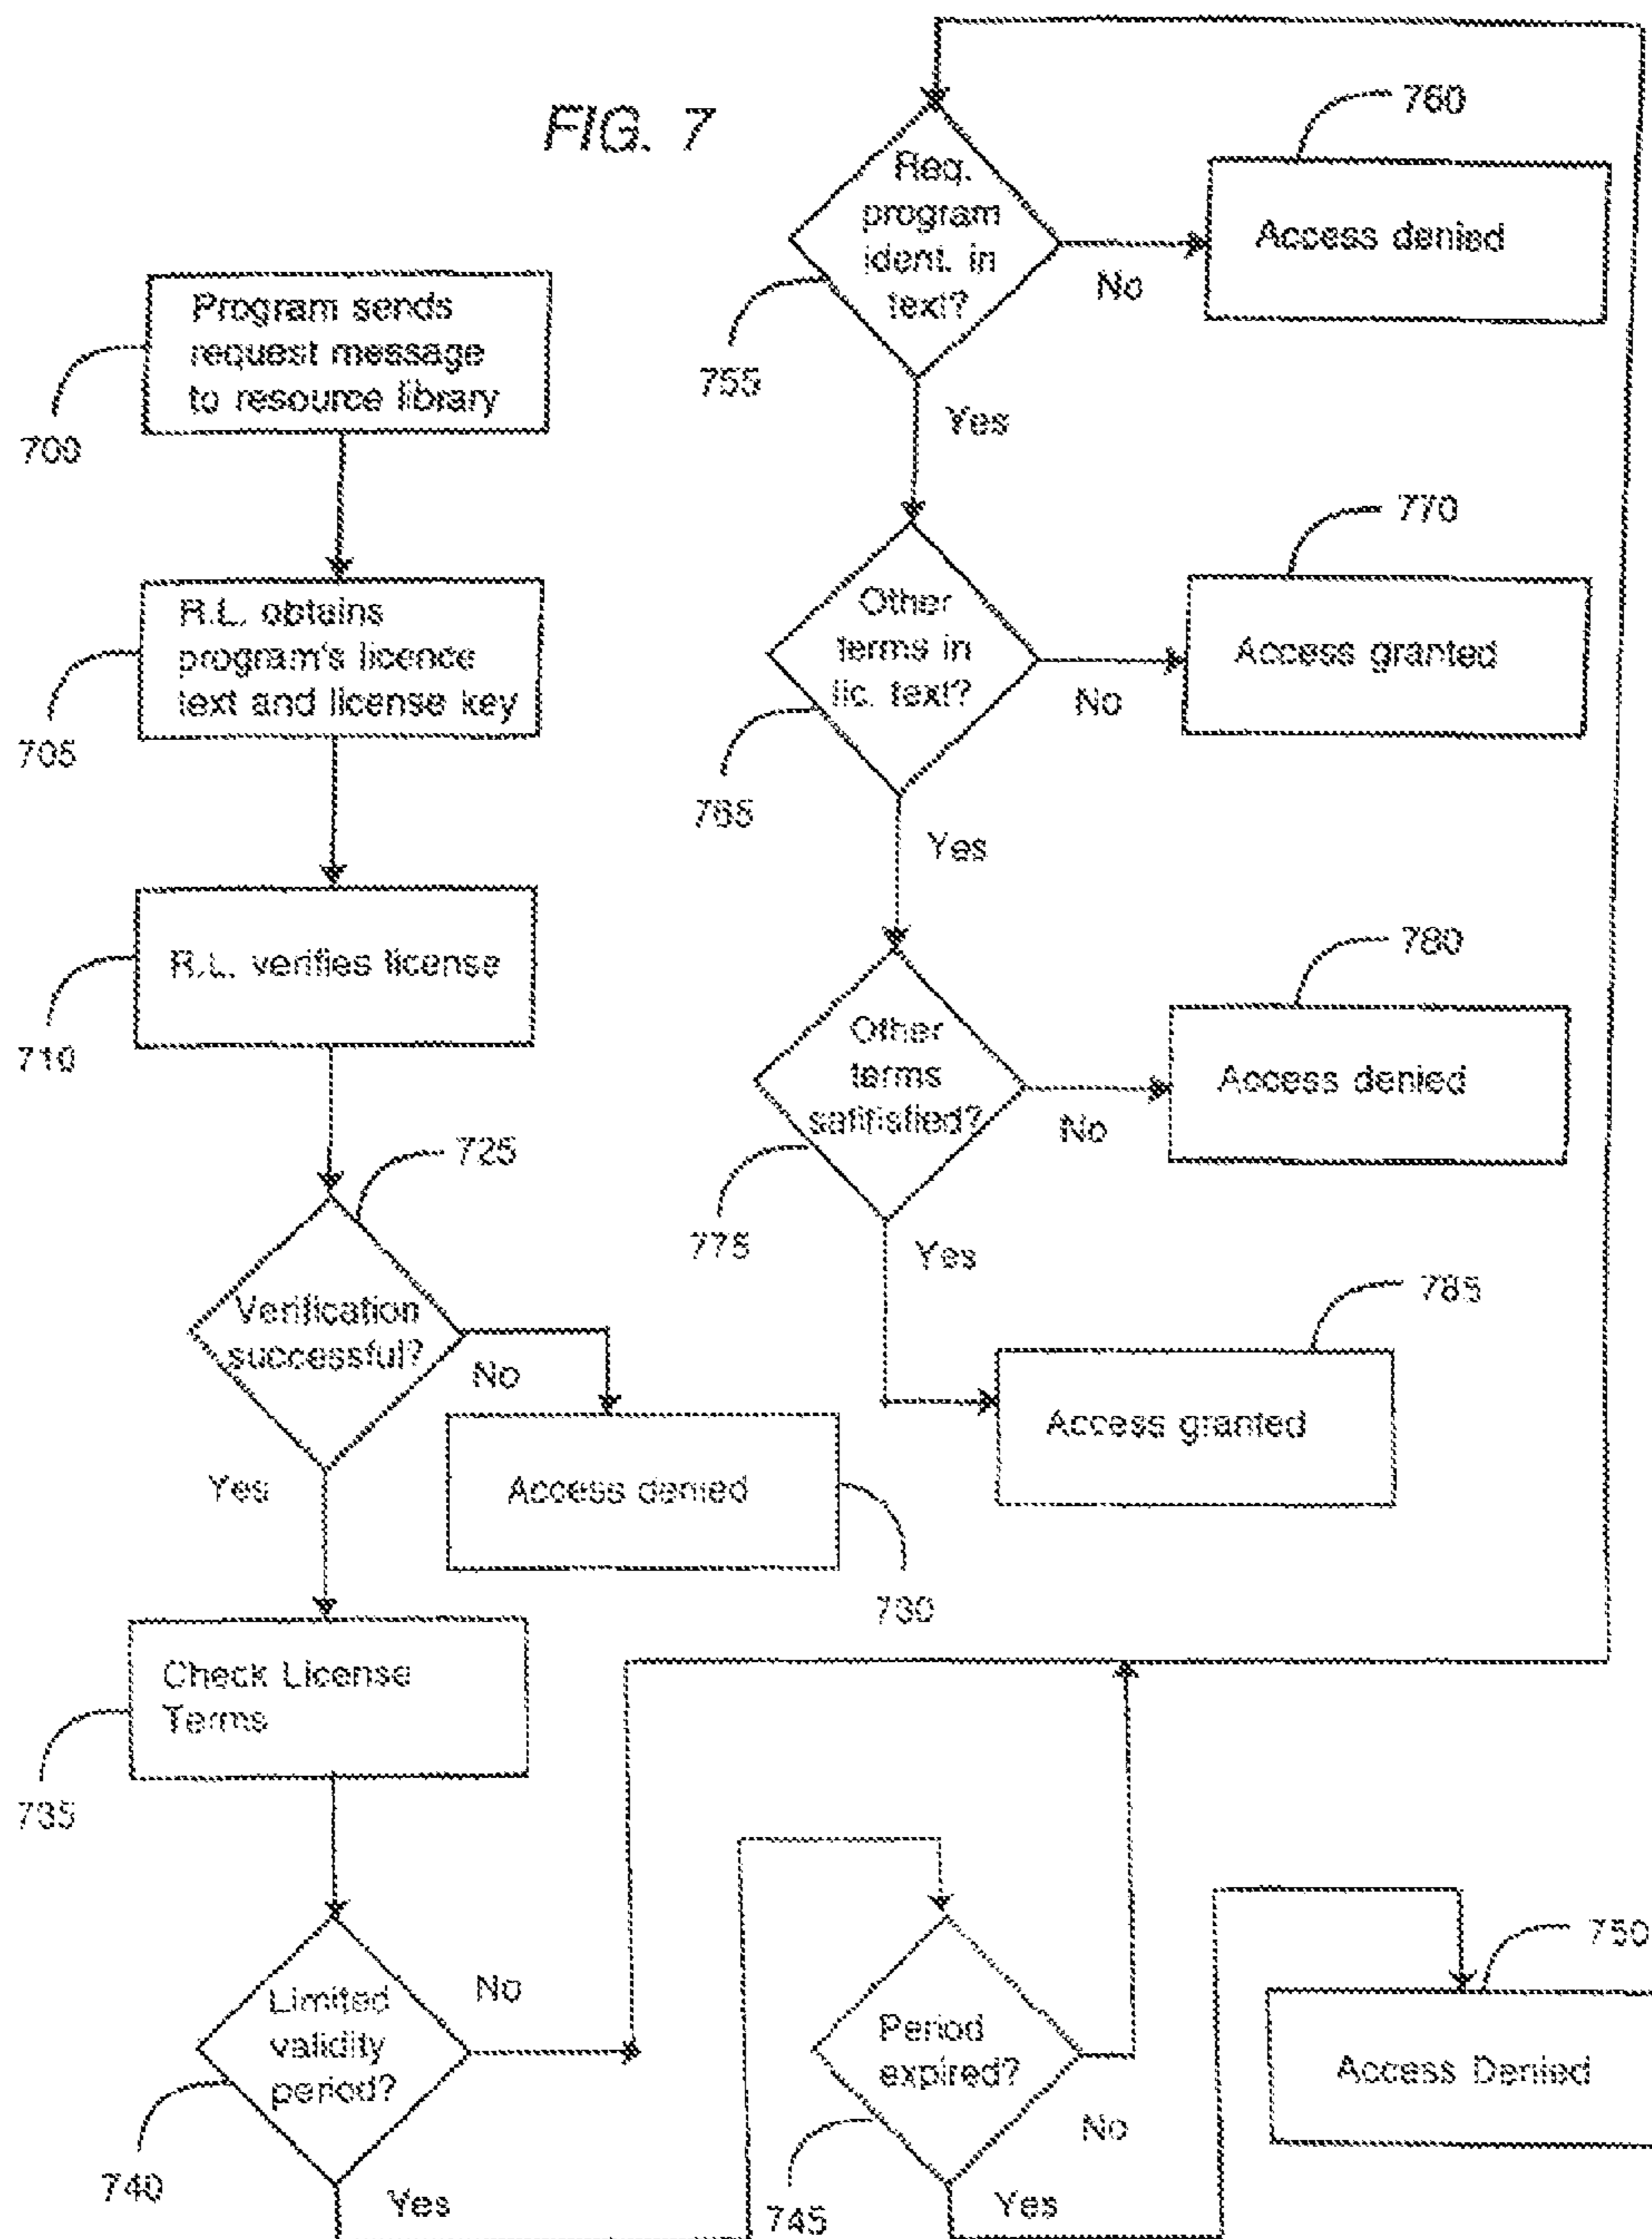 FIG. 7
Program sends
request message
to resource library
700
R.L. obtains
program's licence
text and license key
705
R.L. verifies license
710
725
Verification
successful?
No
Yes
Access denied
730
Check License
Terms
735
Limited
validity
period?
No
740
Yes
Period
expired?
No
745
Yes
750
Access Denied
Req.
program
ident. in
text?
755
No
760
Access denied
Yes
Other
terms in
lic. text?
765
No
770
Access granted
Yes
Other
terms
satitisfied?
775
No
780
Access denied
Yes
785
Access granted